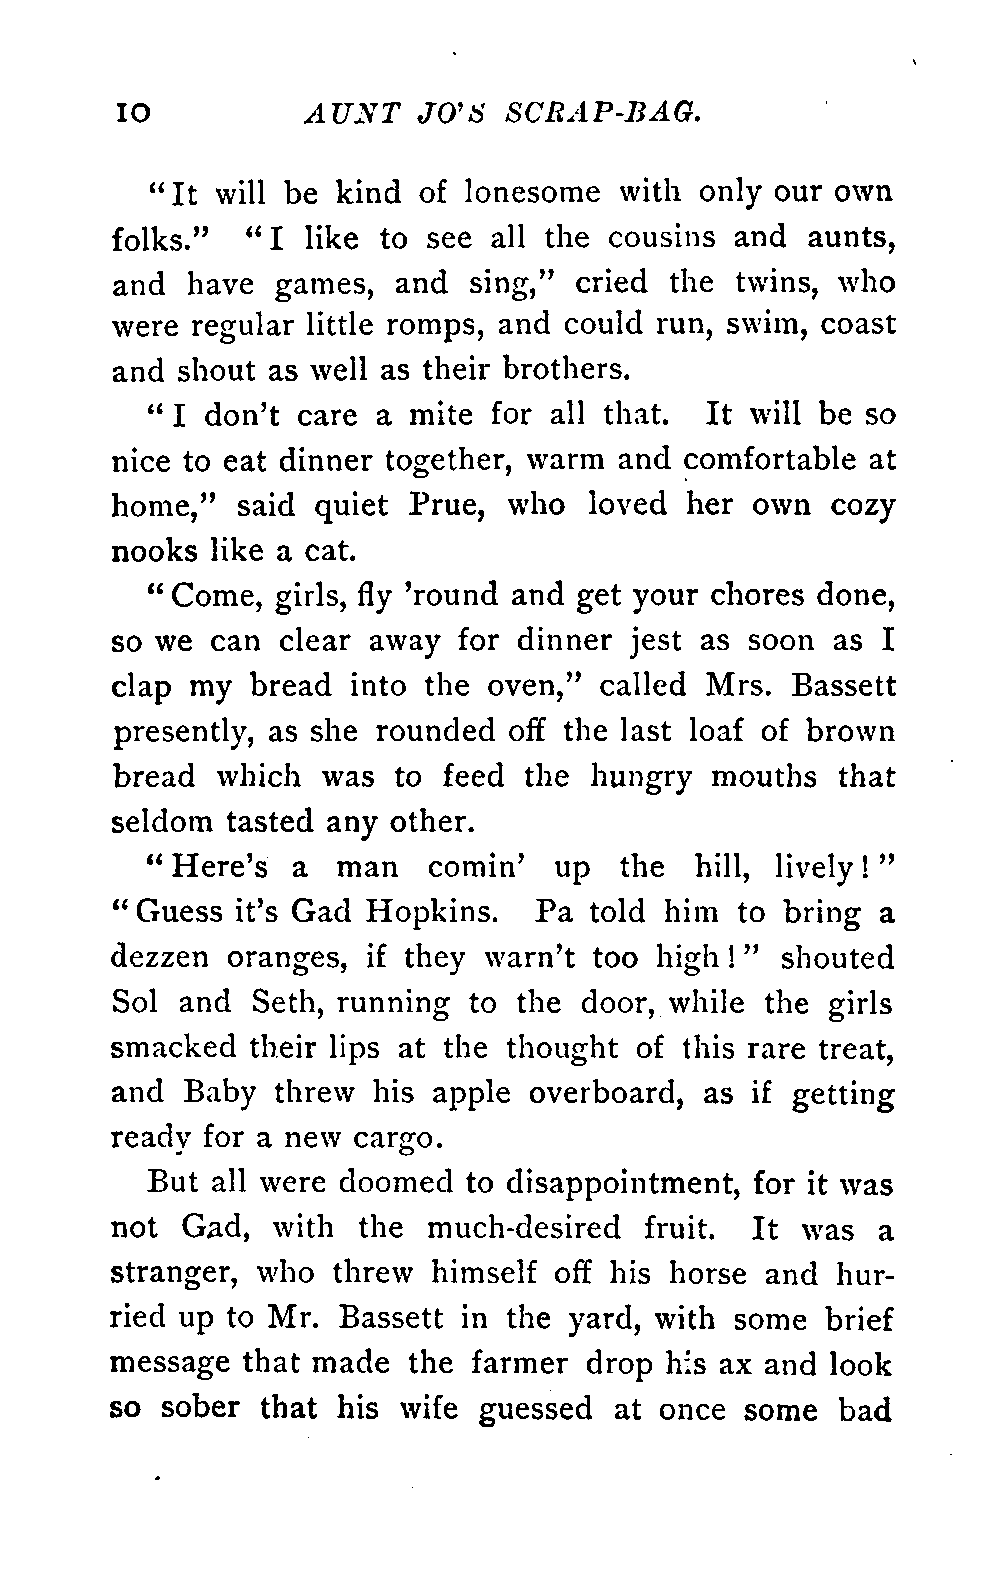 10 AUNT JO'S SCRAP-BAG.
"It will be kind of lonesome with only our own
folks." "I like to see all the cousins and aunts,
and have games, and sing," cried the twins, who
were regular little romps, and could run, swim, coast
and shout as well as their brothers.
"I don't care a mite for all that. It will be so
nice to eat dinner together, warm and comfortable at
home," said quiet Prue, who loved her own cozy
nooks like a cat.
"Come, girls, fly 'round and get your chores done,
so we can clear away for dinner jest as soon as I
clap my bread into the oven," called Mrs. Bassett
presently, as she rounded off the last loaf of brown
bread which was to feed the hungry mouths that
seldom tasted any other.
"Here's a man comin' up the hill, lively!"
"Guess it's Gad Hopkins. Pa told him to bring a
dezzen oranges, if they warn't too high!" shouted
Sol and Seth, running to the door, while the girls
smacked their lips at the thought of this rare treat,
and Baby threw his apple overboard, as if getting
ready for a new cargo.
But all were doomed to disappointment, for it was
not Gad, with the much-desired fruit. It was a
stranger, who threw himself off his horse and hur-
ried up to Mr. Bassett in the yard, with some brief
message that made the farmer drop his ax and look
so sober that his wife guessed at once some bad